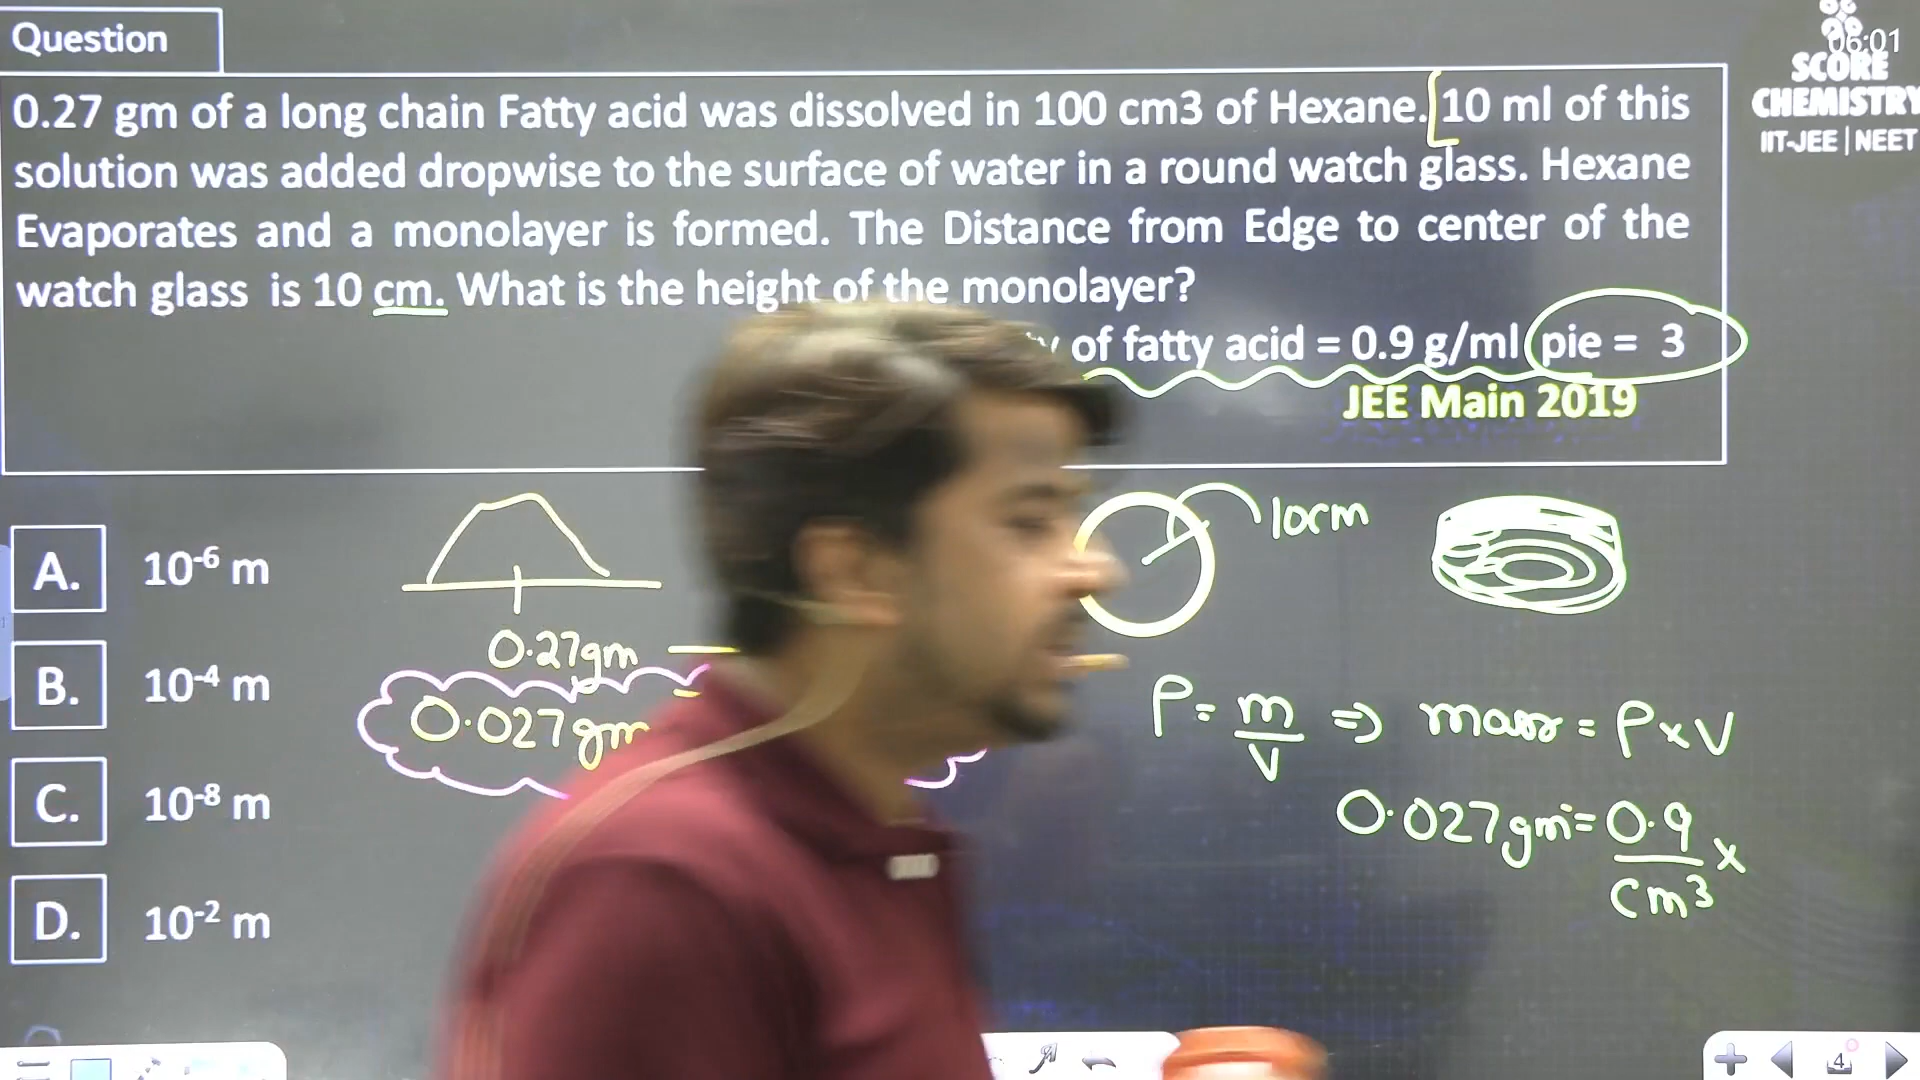 Question
06:01
SCORE
CHEMISTRY
IIT-JEE | NEET
0.27 gm of a long chain Fatty acid was dissolved in 100 cm3 of Hexane. 10 ml of this
solution was added dropwise to the surface of water in a round watch glass. Hexane
Evaporates and a monolayer is formed. The Distance from Edge to center of the
watch glass is 10 cm. What is the height of the monolayer?
of fatty acid = 0.9 g/ml pie = 3
JEE Main 2019
A. 10⁻⁶ m
B. 10⁻⁴ m
C. 10⁻⁸ m
D. 10⁻² m
10cm
0.27gm
0.027gm
ρ = m/V ⇒ mass = ρ × V
0.027gm = 0.9/cm³ ×
4